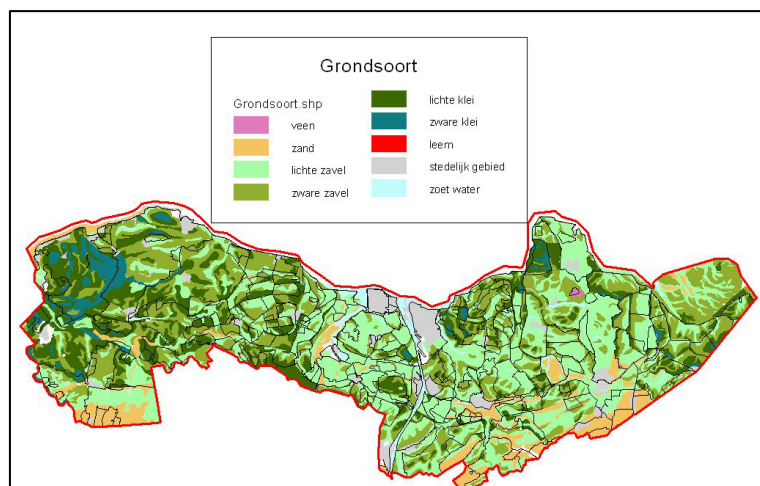 Grondsoort
Grondsoort.shp
veen
zand
lichte zavel
zware zavel
lichte klei
zware klei
leem
stedelijk gebied
zoet water